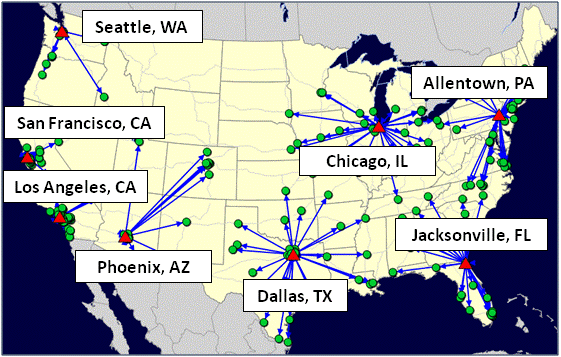 Seattle, WA
Allentown, PA
San Francisco, CA
Chicago, IL
Los Angeles, CA
Jacksonville, FL
Phoenix, AZ
Dallas, TX